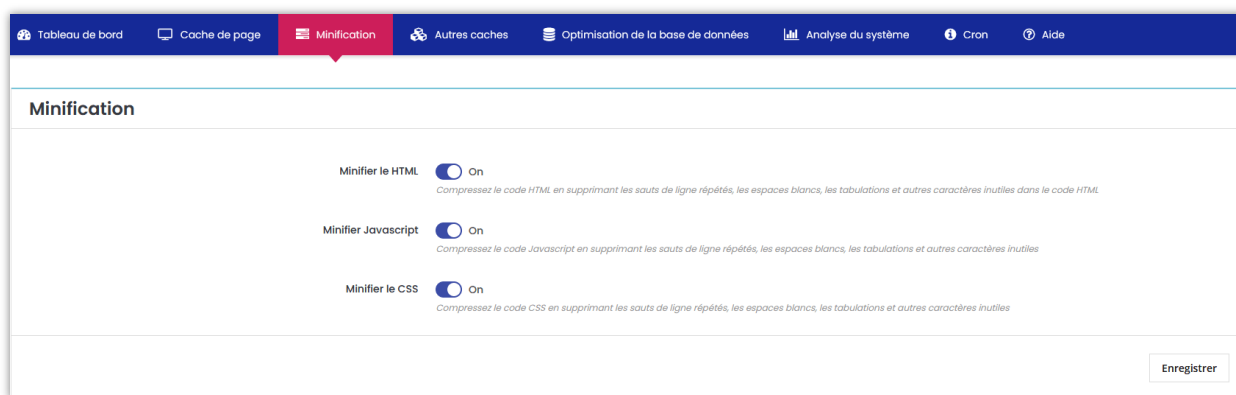 Tableau de bord Cache de page Minification Autres caches Optimisation de la base de données Analyse du système Cron Aide
Minification
Minifier le HTML On
Compressez le code HTML en supprimant les sauts de ligne répétés, les espaces blancs, les tabulations et autres caractères inutiles dans le code HTML
Minifier Javascript On
Compressez le code Javascript en supprimant les sauts de ligne répétés, les espaces blancs, les tabulations et autres caractères inutiles
Minifier le CSS On
Compressez le code CSS en supprimant les sauts de ligne répétés, les espaces blancs, les tabulations et autres caractères inutiles
Enregistrer